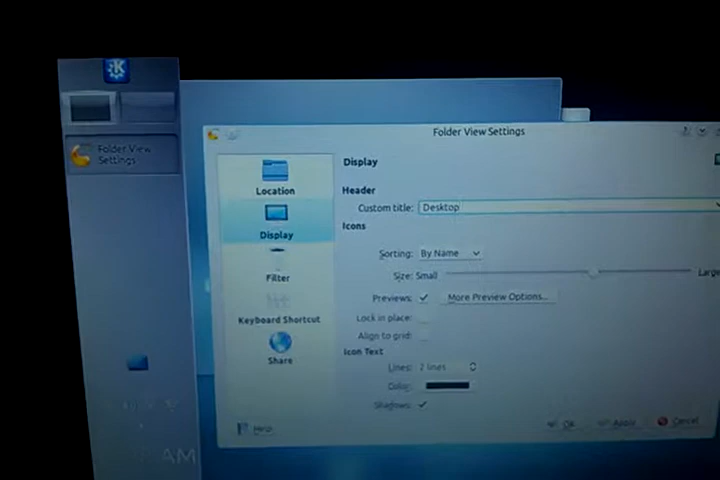 Folder View
Settings
Folder View Settings
Location
Display
Filter
Keyboard Shortcut
Share
Display
Header
Custom title: Desktop
Icons
Sorting: By Name
Size: Small Large
Previews: More Preview Options...
Lock in place:
Align to grid:
Icon Text
Lines: 2 lines
Color:
Shadows:
Help Ok Apply Cancel